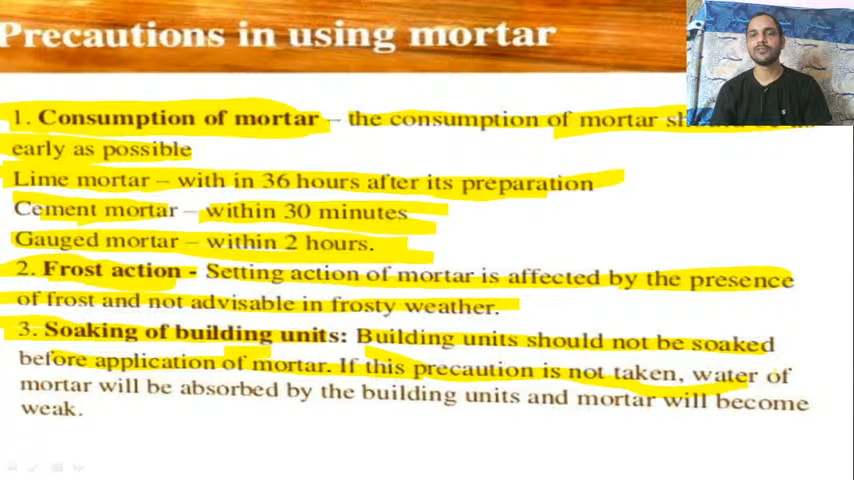 Precautions in using mortar
1. Consumption of mortar – the consumption of mortar
early as possible
Lime mortar – with in 36 hours after its preparation
Cement mortar – within 30 minutes
Gauged mortar – within 2 hours.
2. Frost action - Setting action of mortar is affected by the presence
of frost and not advisable in frosty weather.
3. Soaking of building units: Building units should not be soaked
before application of mortar. If this precaution is not taken, water of
mortar will be absorbed by the building units and mortar will become
weak.